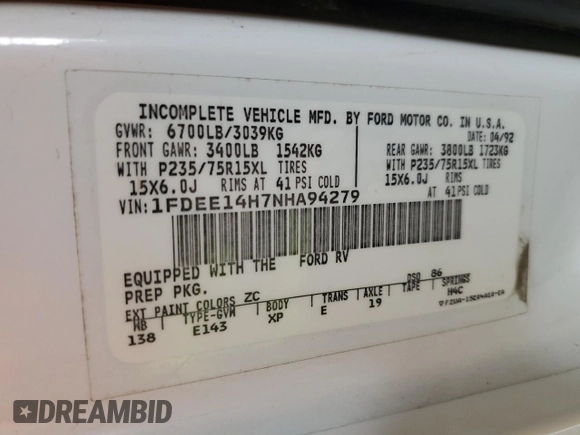 INCOMPLETE VEHICLE MFD. BY FORD MOTOR CO. IN U.S.A.
GVWR: 6700LB/3039KG DATE: 04/92
FRONT GAWR: 3400LB 1542KG REAR GAWR: 3800LB 1723KG
WITH P235/75R15XL TIRES WITH P235/75R15XL TIRES
15X6.0J RIMS AT 41 PSI COLD 15X6.0J RIMS AT 41 PSI COLD
VIN: 1FDEE14H7NHA94279
EQUIPPED WITH THE FORD RV
PREP PKG. DSO 86
EXT PAINT COLORS ZC
WB TYPE-GVM BODY TRANS AXLE TAPE SPRINGS
138 E143 XP E 19 H4C
DREAMBID